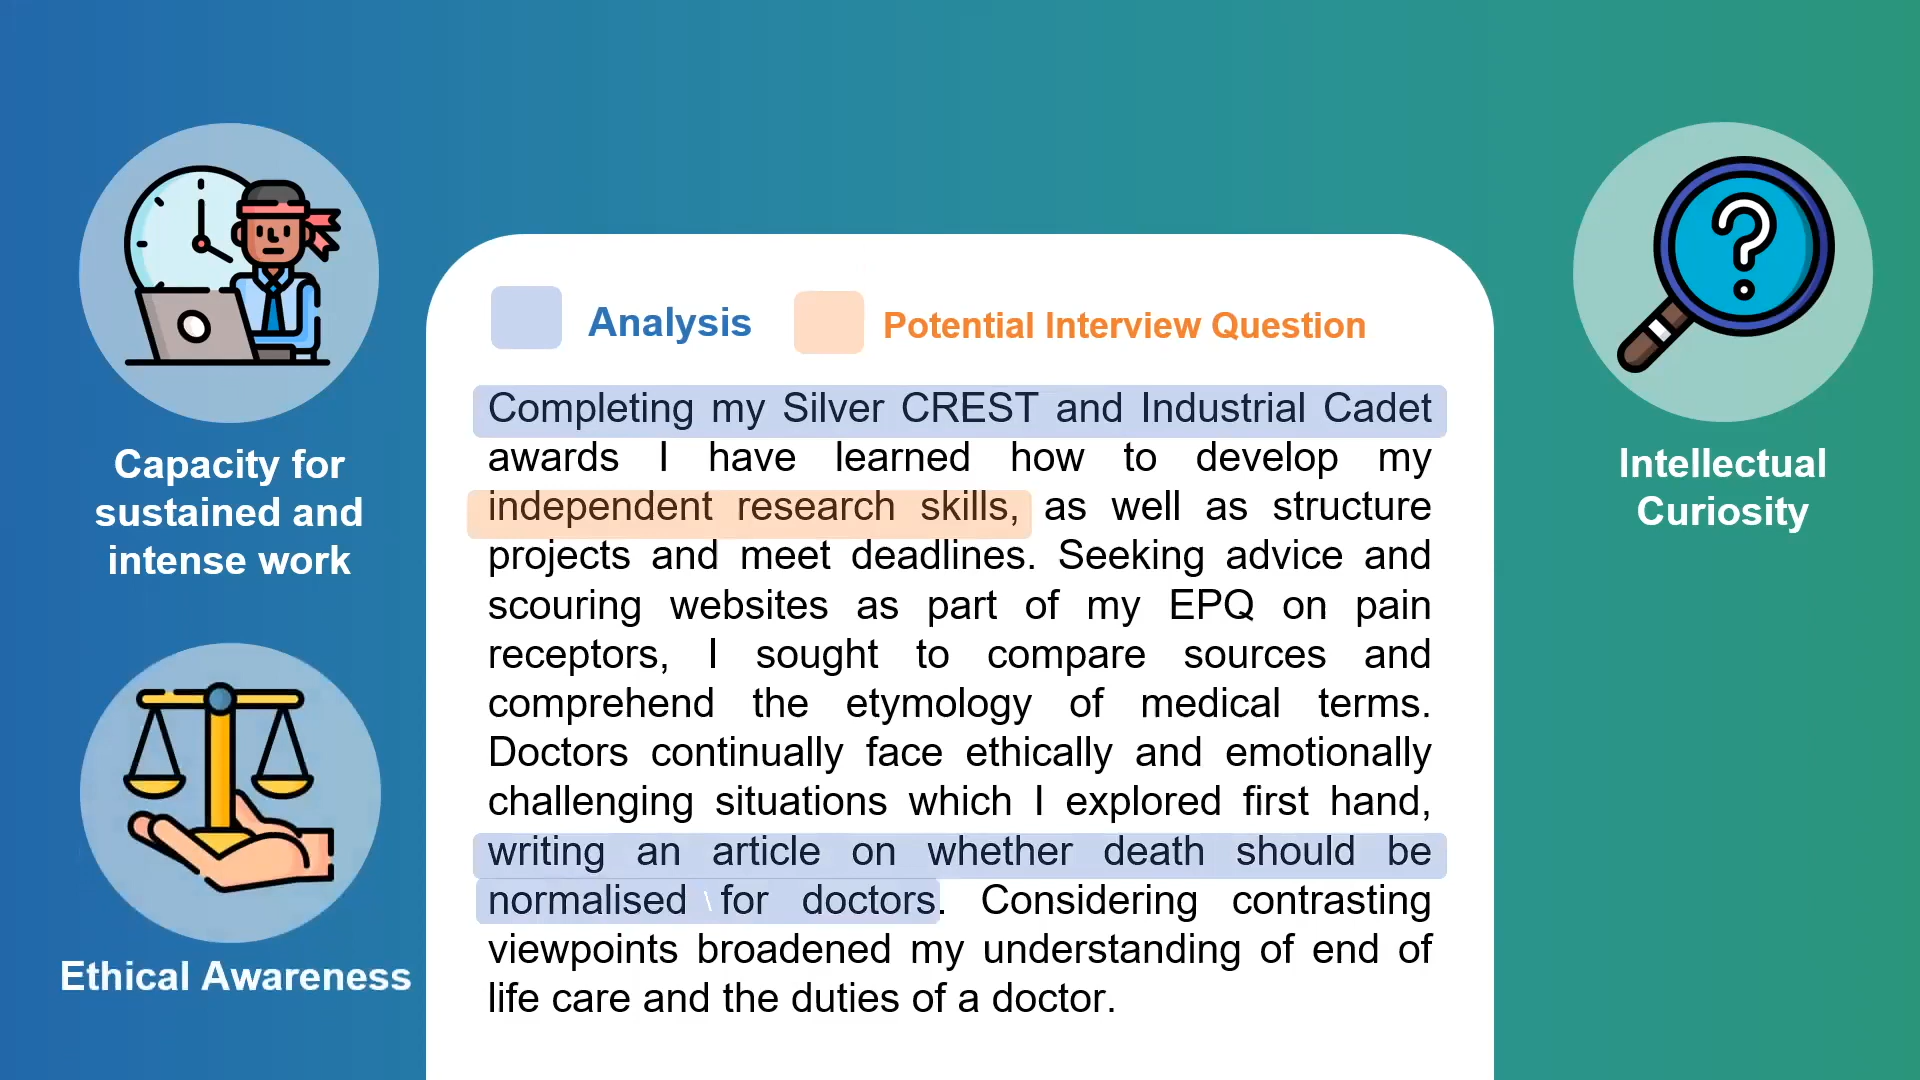 Analysis
Potential Interview Question
Completing my Silver CREST and Industrial Cadet
awards I have learned how to develop my
independent research skills, as well as structure
projects and meet deadlines. Seeking advice and
scouring websites as part of my EPQ on pain
receptors, I sought to compare sources and
comprehend the etymology of medical terms.
Doctors continually face ethically and emotionally
challenging situations which I explored first hand,
writing an article on whether death should be
normalised \ for doctors. Considering contrasting
viewpoints broadened my understanding of end of
life care and the duties of a doctor.
Capacity for
sustained and
intense work
Ethical Awareness
Intellectual
Curiosity